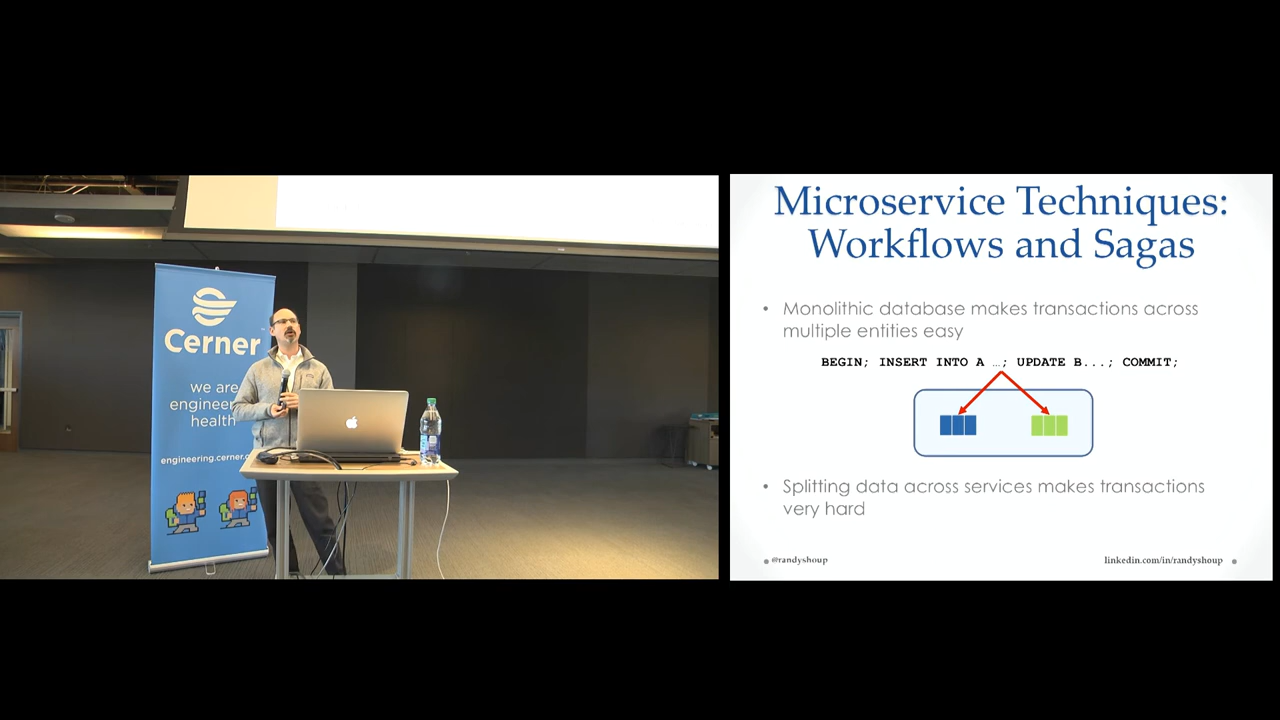 Cerner
we are
engineer
health
engineering.cerner.c
Microservice Techniques:
Workflows and Sagas
• Monolithic database makes transactions across
multiple entities easy
BEGIN; INSERT INTO A …; UPDATE B...; COMMIT;
• Splitting data across services makes transactions
very hard
@randyshoup
linkedin.com/in/randyshoup